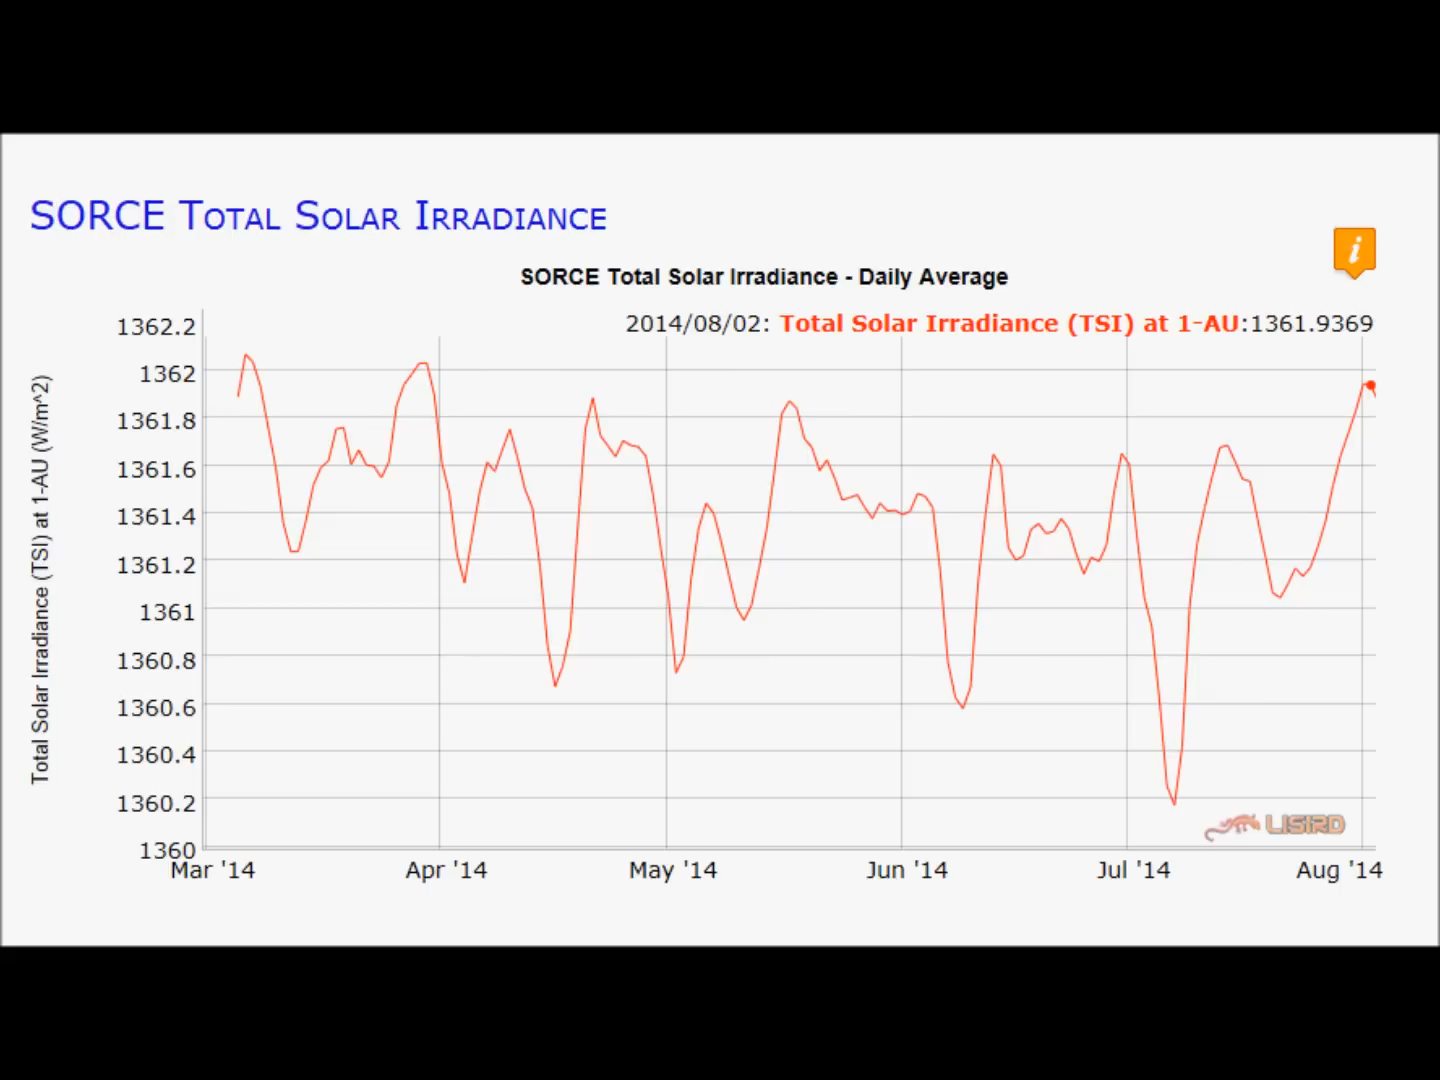 SORCE TOTAL SOLAR IRRADIANCE
i
SORCE Total Solar Irradiance - Daily Average
2014/08/02: Total Solar Irradiance (TSI) at 1-AU:1361.9369
Total Solar Irradiance (TSI) at 1-AU (W/m^2)
1362.2
1362
1361.8
1361.6
1361.4
1361.2
1361
1360.8
1360.6
1360.4
1360.2
1360
LISIRD
Mar '14 Apr '14 May '14 Jun '14 Jul '14 Aug '14